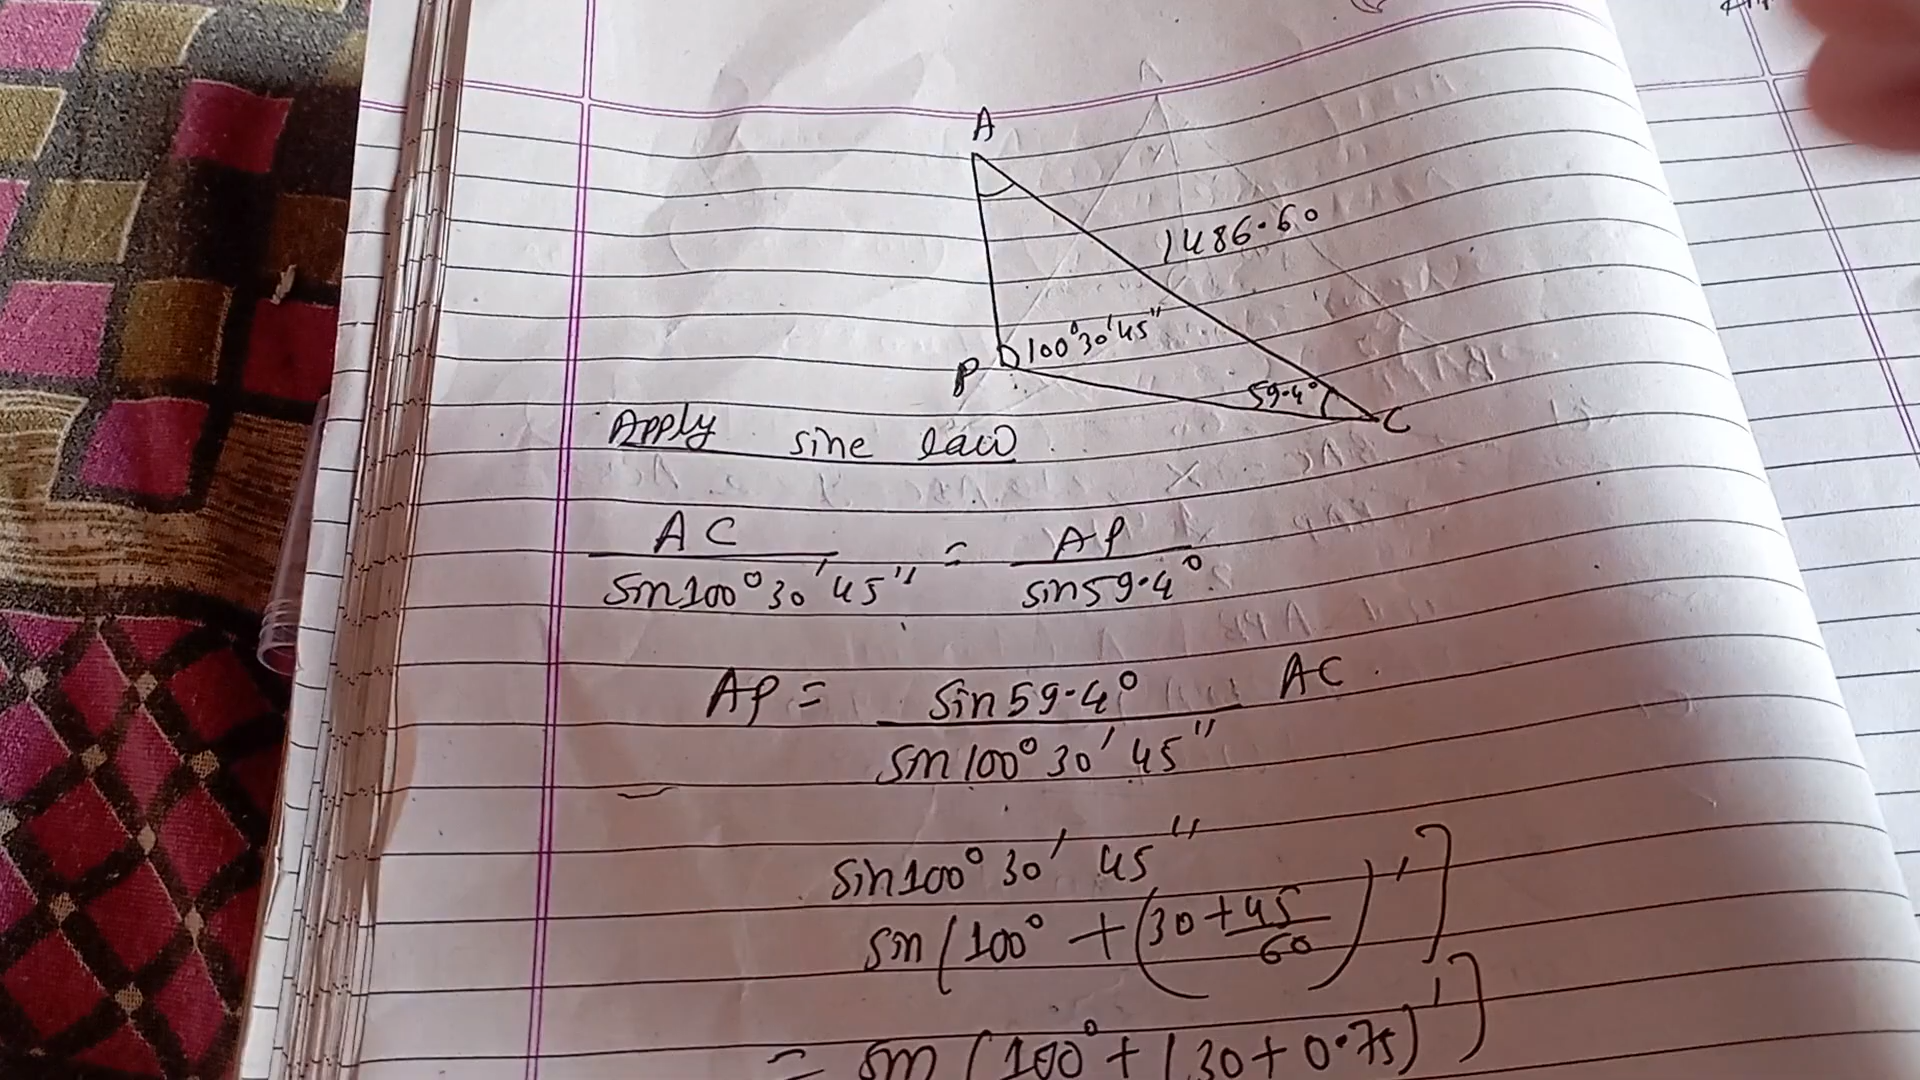 A
1486.60
100°30'45"
P
59.4°
C
Apply sine law
AC / sin100°30'45" = AP / sin59.4°
AP = sin59.4° / sin100°30'45" AC
sin100°30'45"
sin(100° + (30+45/60)')]
= sin(100°+(30+0.75)')]